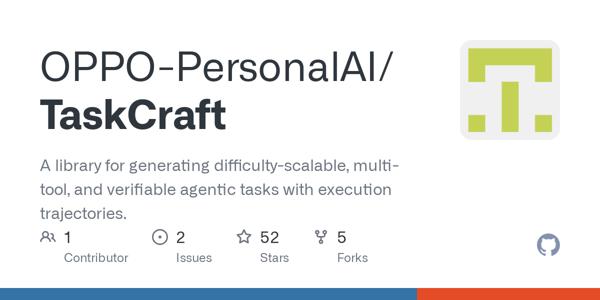 OPPO-PersonalAI/
TaskCraft
A library for generating difficulty-scalable, multi-
tool, and verifiable agentic tasks with execution
trajectories.
1 2 52 5
Contributor Issues Stars Forks